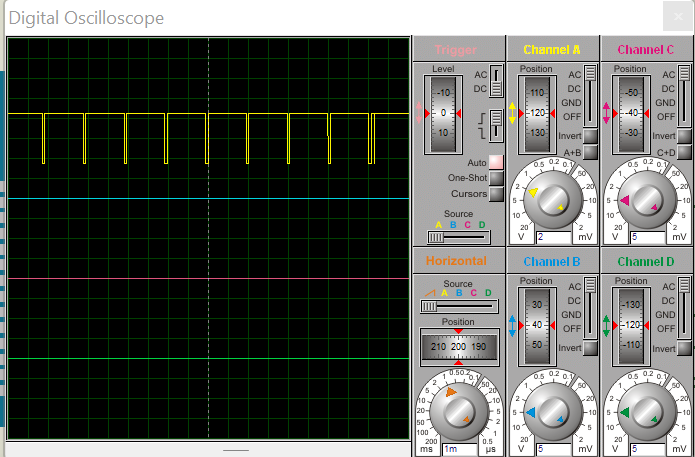 Digital Oscilloscope
Trigger
Level
-10
0
10
AC
DC
Auto
One-Shot
Cursors
Source
A B C D
Channel A
Position
110
120
130
AC
DC
GND
OFF
Invert
A+B
0.5 0.2 0.1
1 50
2 20
5 10
10 5
20 2
V 2 mV
Channel C
Position
-50
-40
-30
AC
DC
GND
OFF
Invert
C+D
0.5 0.2 0.1
1 50
2 20
5 10
10 5
20 2
V 5 mV
Horizontal
Source
A B C D
Position
210 200 190
1 0.5 0.2 0.1
2 50
5 20
10 10
20 5
50 2
100 1
200 0.5
ms 1m µs
Channel B
Position
30
40
50
AC
DC
GND
OFF
Invert
0.5 0.2 0.1
1 50
2 20
5 10
10 5
20 2
V 5 mV
Channel D
Position
-130
-120
-110
AC
DC
GND
OFF
Invert
0.5 0.2 0.1
1 50
2 20
5 10
10 5
20 2
V 5 mV